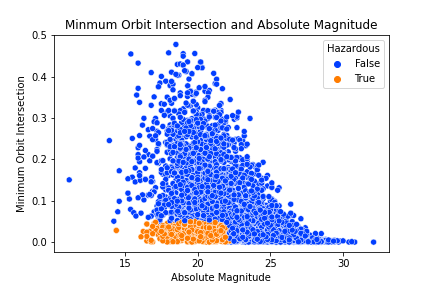 Minmum Orbit Intersection and Absolute Magnitude
Hazardous
False
True
Minimum Orbit Intersection
0.5
0.4
0.3
0.2
0.1
0.0
15 20 25 30
Absolute Magnitude